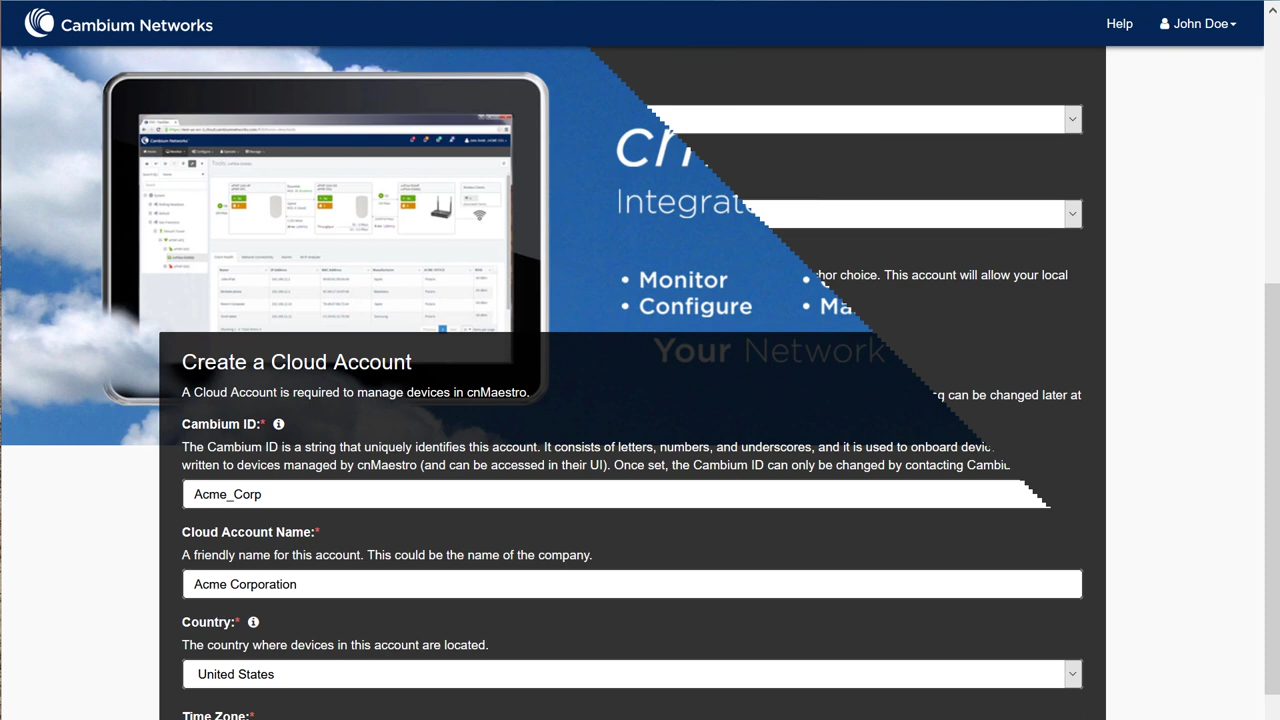 Cambium Networks
Help
John Doe
Integrat
hor choice. This account will allow your local
• Monitor
• Configure
• Ma
Your Network
can be changed later at
Create a Cloud Account
A Cloud Account is required to manage devices in cnMaestro.
Cambium ID:*
The Cambium ID is a string that uniquely identifies this account. It consists of letters, numbers, and underscores, and it is used to onboard devic
written to devices managed by cnMaestro (and can be accessed in their UI). Once set, the Cambium ID can only be changed by contacting Cambiu
Acme_Corp
Cloud Account Name:*
A friendly name for this account. This could be the name of the company.
Acme Corporation
Country:*
The country where devices in this account are located.
United States
Time Zone:*